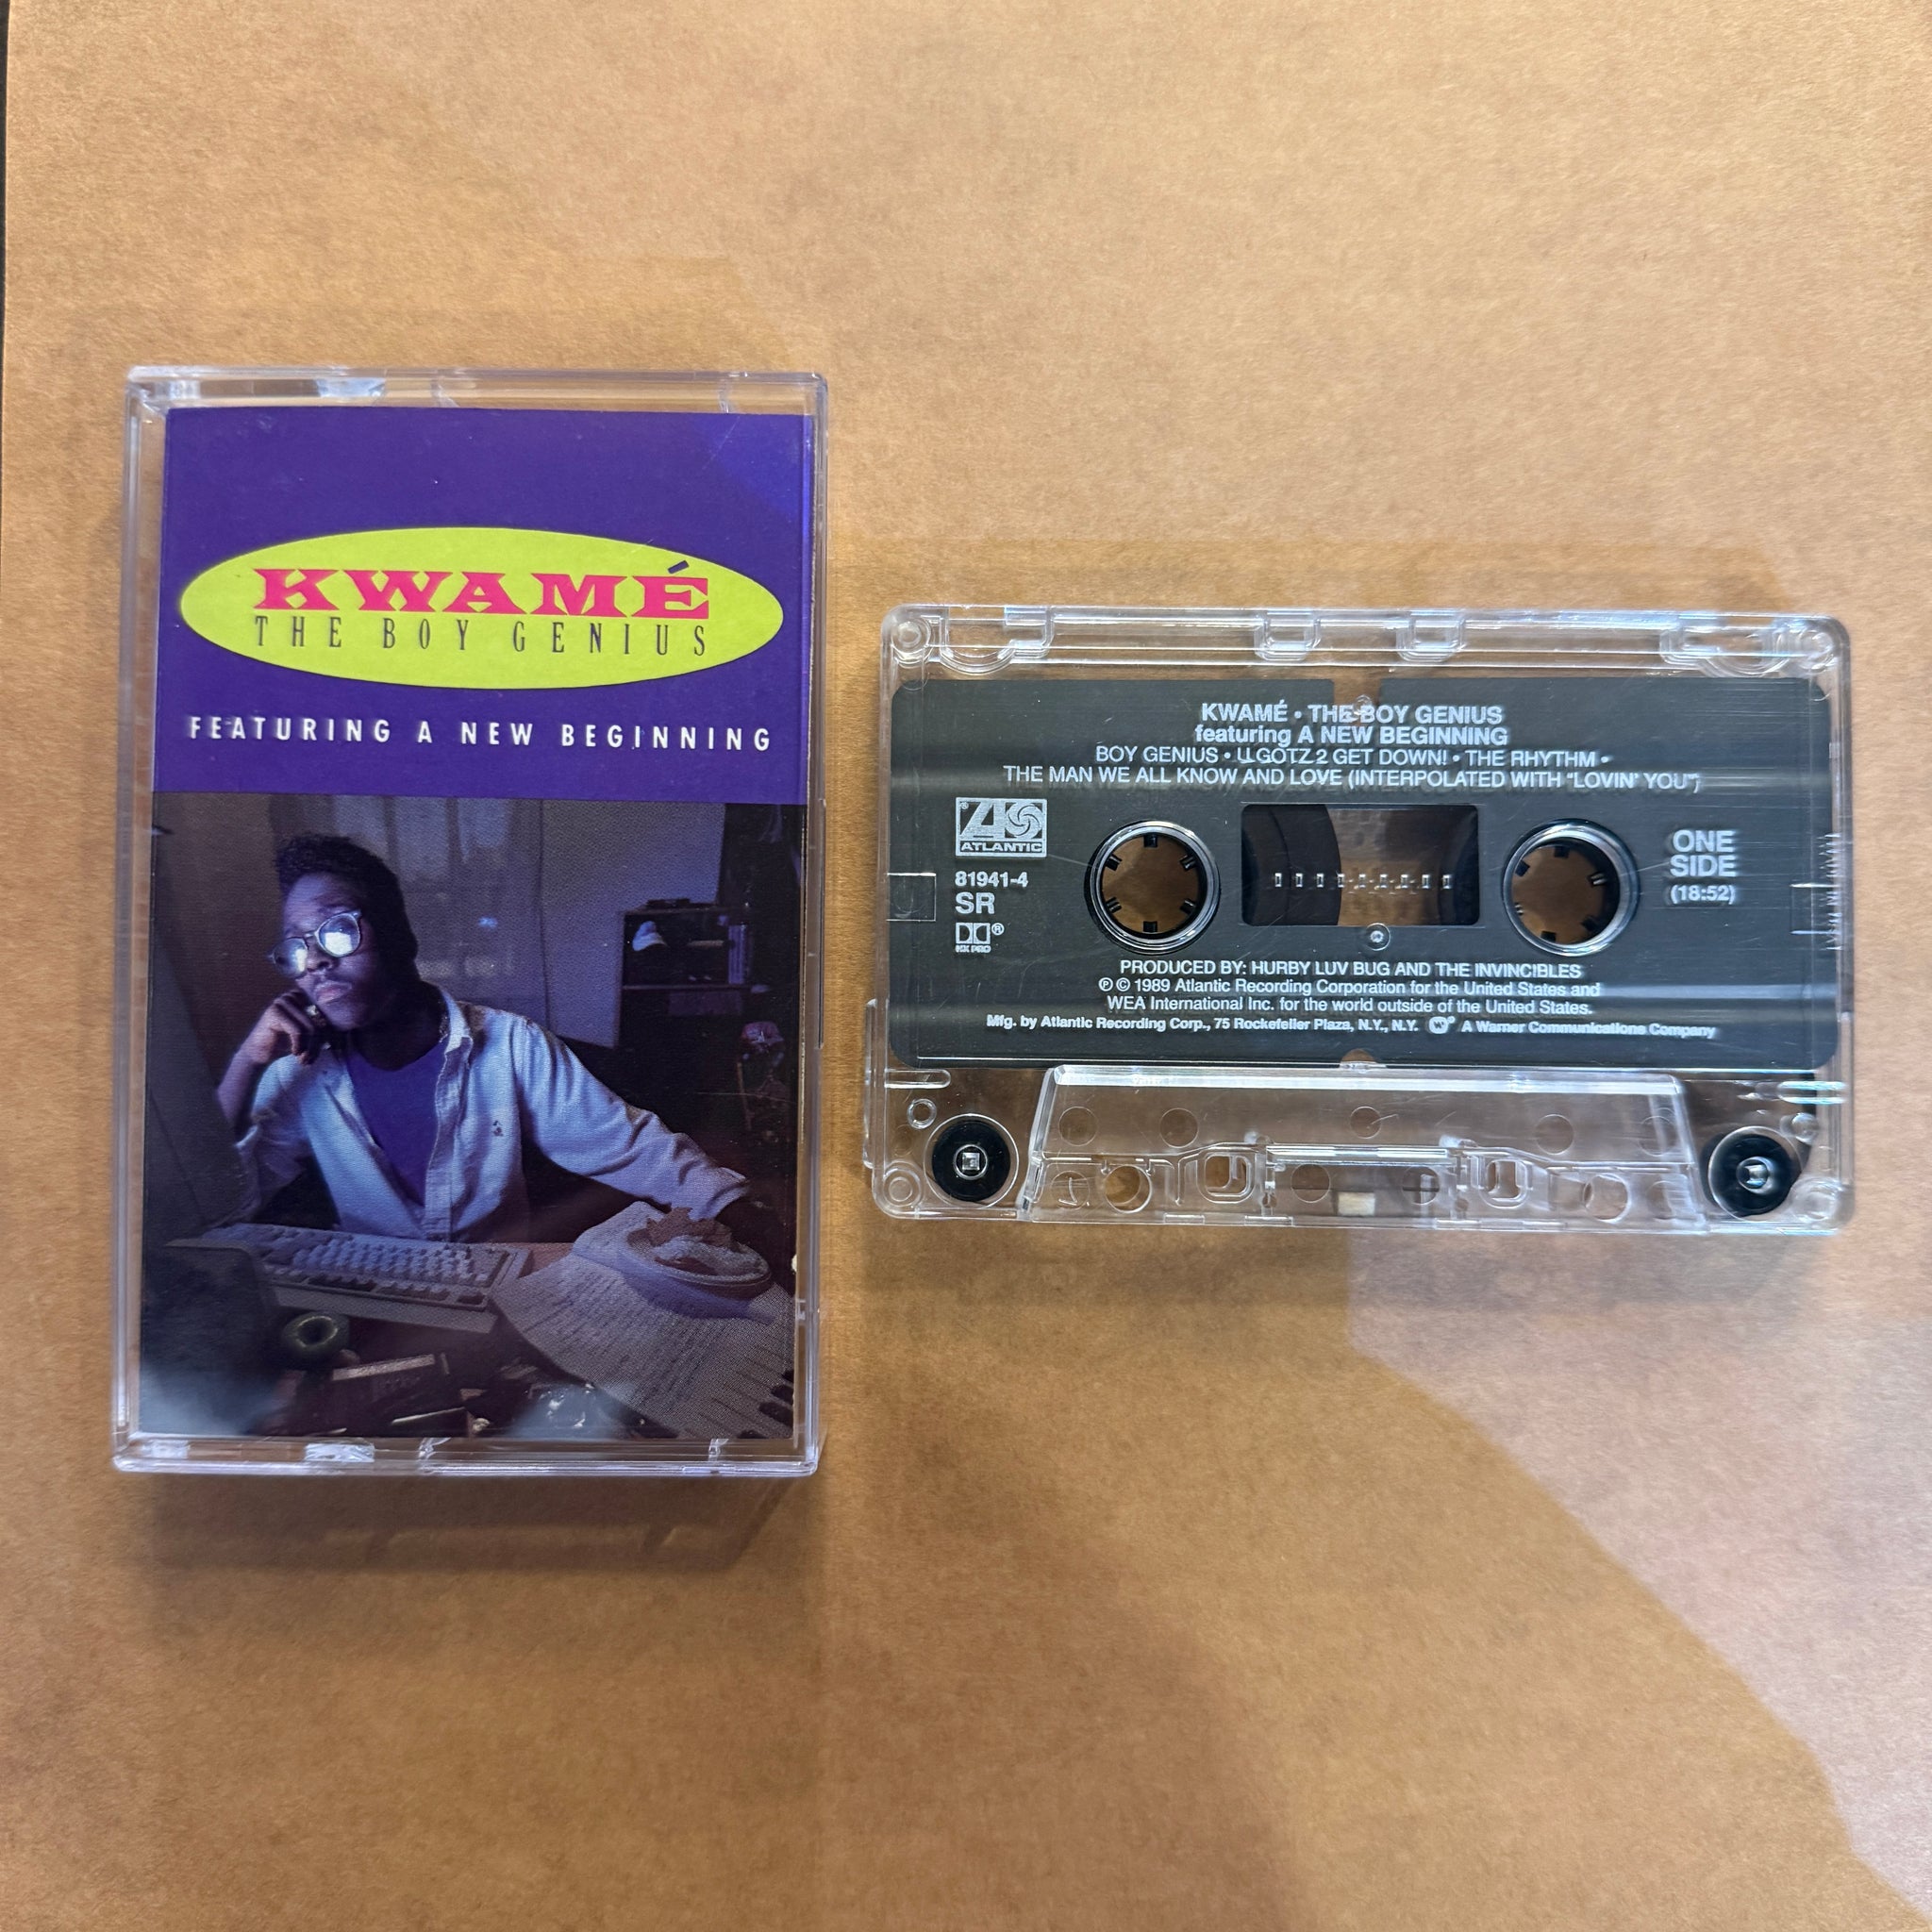 KWAMÉ
THE BOY GENIUS
FEATURING A NEW BEGINNING
KWAMÉ • THE BOY GENIUS
featuring A NEW BEGINNING
BOY GENIUS • U GOTZ 2 GET DOWN! • THE RHYTHM •
THE MAN WE ALL KNOW AND LOVE (INTERPOLATED WITH "LOVIN' YOU")
ATLANTIC
81941-4
SR
HX PRO
ONE
SIDE
(18:52)
PRODUCED BY: HURBY LUV BUG AND THE INVINCIBLES
℗ © 1989 Atlantic Recording Corporation for the United States and
WEA International Inc. for the world outside of the United States.
Mfg. by Atlantic Recording Corp., 75 Rockefeller Plaza, N.Y., N.Y. A Warner Communications Company